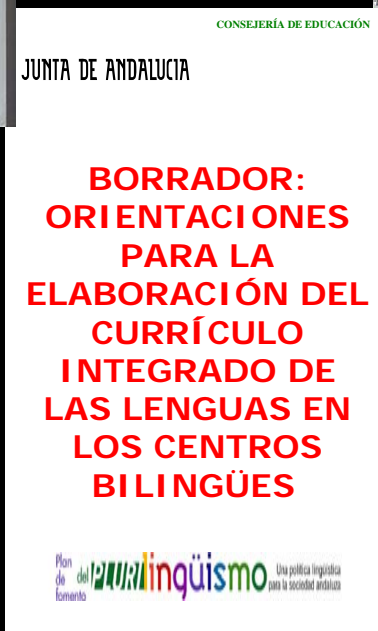 CONSEJERÍA DE EDUCACIÓN
JUNTA DE ANDALUCIA
BORRADOR:
ORIENTACIONES
PARA LA
ELABORACIÓN DEL
CURRÍCULO
INTEGRADO DE
LAS LENGUAS EN
LOS CENTROS
BILINGÜES
Plan
de
fomento
del PLURIlingüismo
Una política lingüística
para la sociedad andaluza